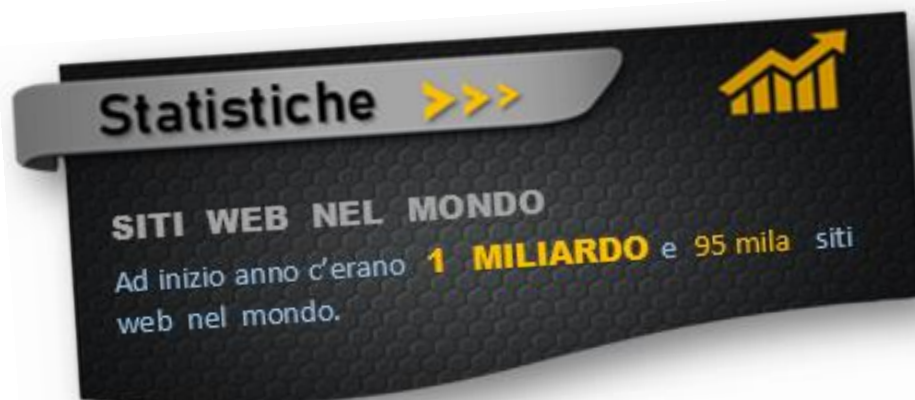 Statistiche >>>
SITI WEB NEL MONDO
Ad inizio anno c'erano 1 MILIARDO e 95 mila siti
web nel mondo.